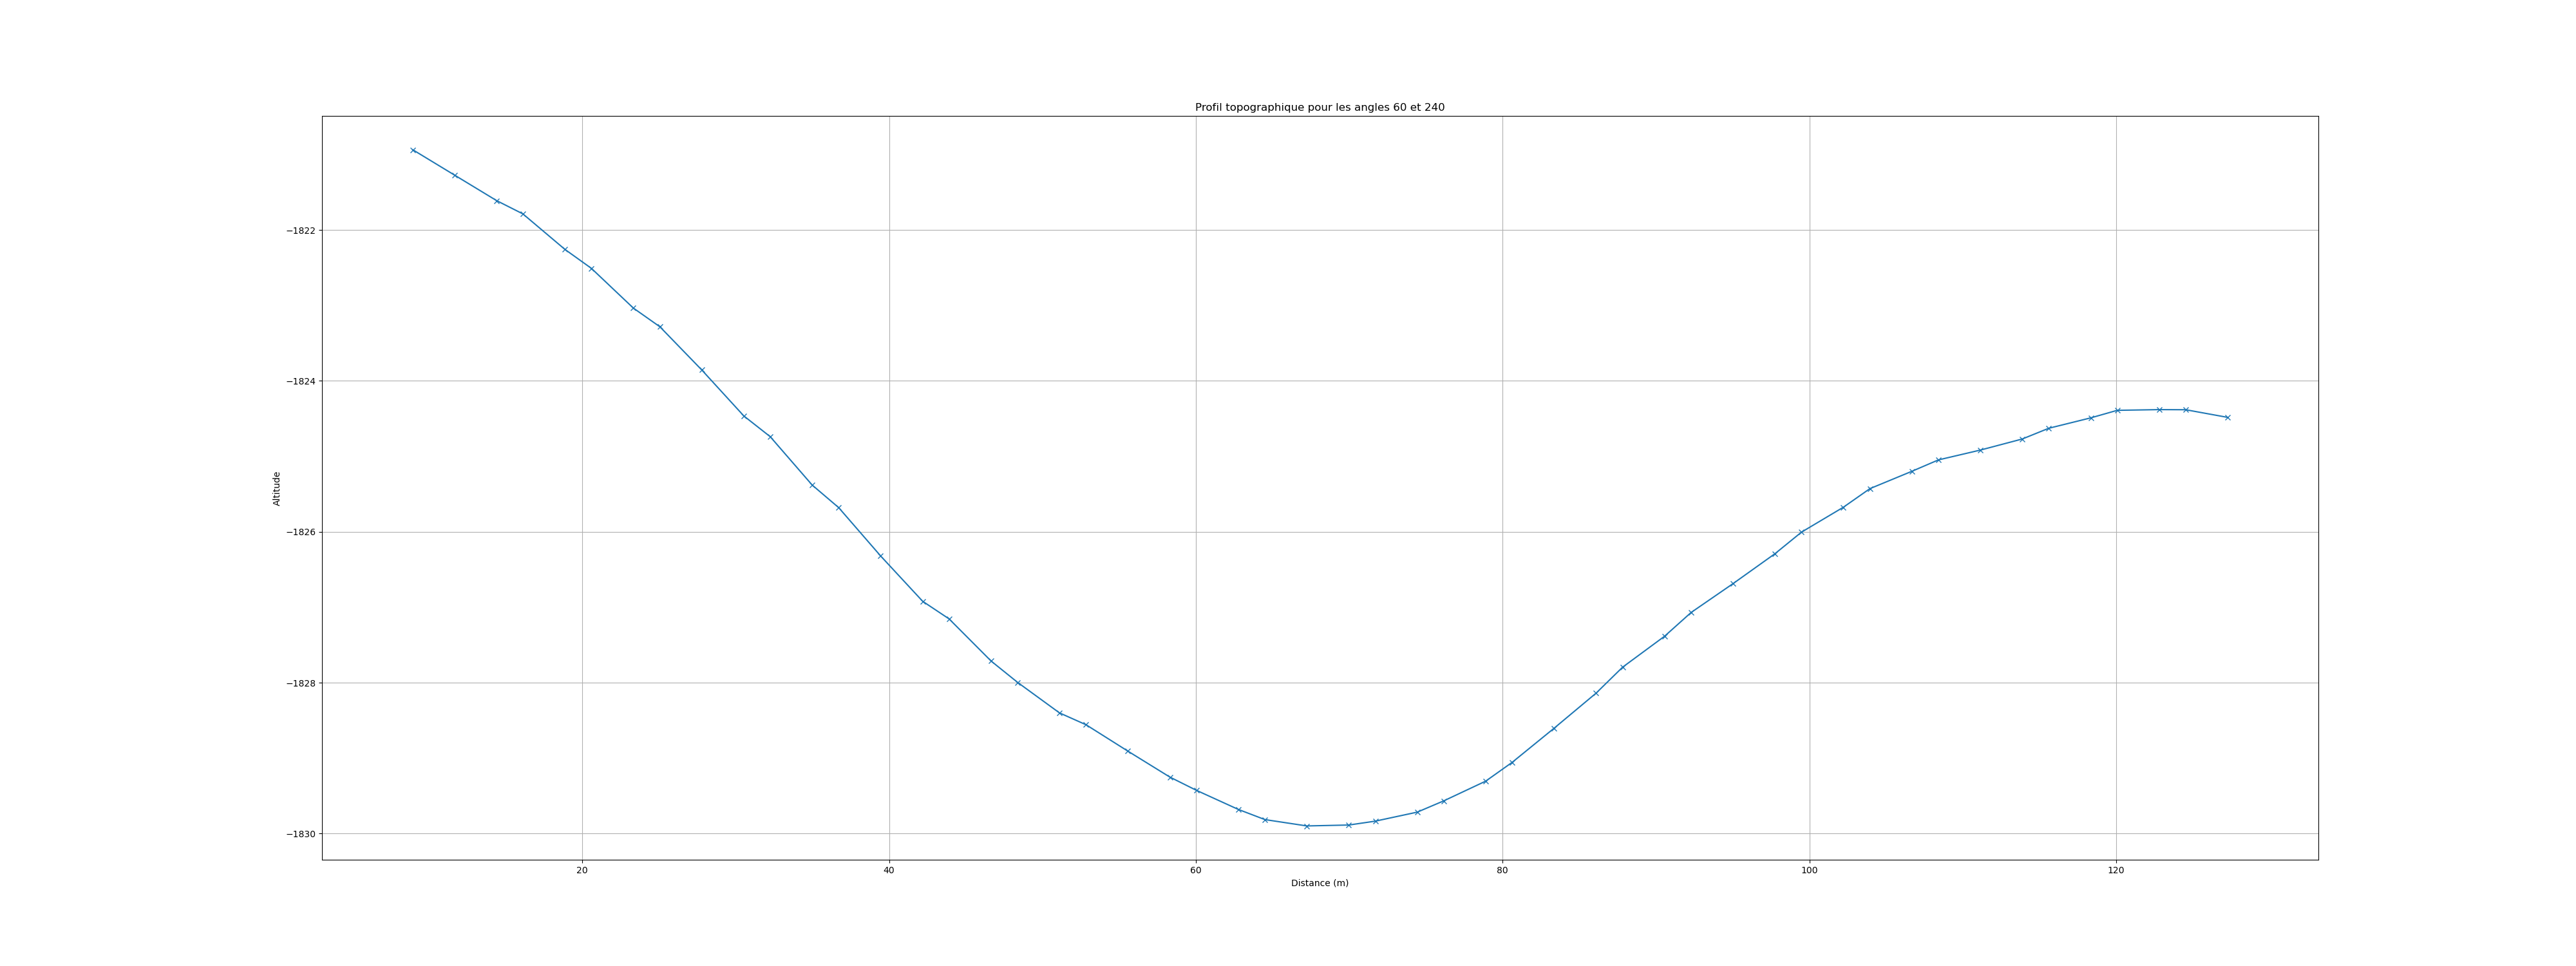 Profil topographique pour les angles 60 et 240
−1822
−1824
−1826
−1828
−1830
Altitude
20 40 60 80 100 120
Distance (m)